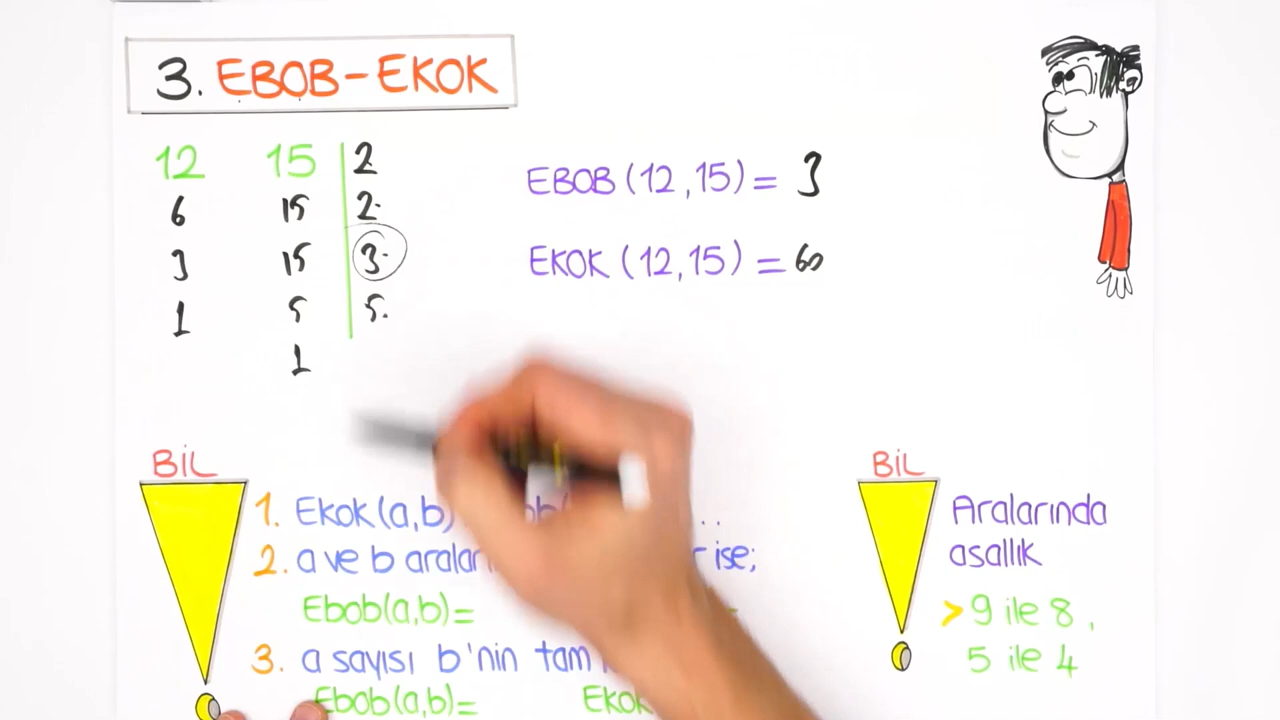 3. EBOB-EKOK
12 15 2
6 15 2.
3 15 3.
1 5 5.
1
EBOB (12,15) = 3
EKOK (12,15) = 60
BİL
1. Ekok(a,b)
2. a ve b ise;
Ebob(a,b)=
3. a sayısı b'nin tam
Ebob(a,b)=
BİL
Aralarında
asallık
> 9 ile 8,
5 ile 4